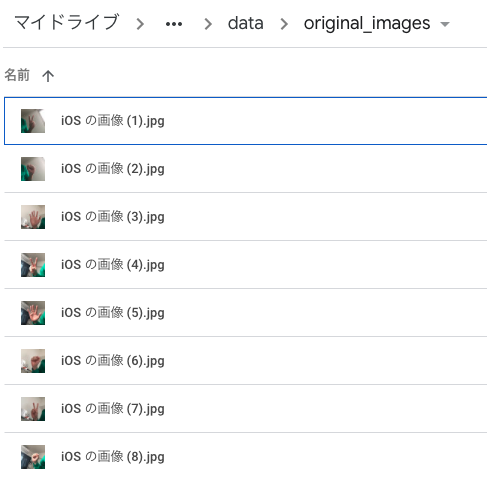 マイドライブ > ••• > data > original_images
名前 ↑
iOS の画像 (1).jpg
iOS の画像 (2).jpg
iOS の画像 (3).jpg
iOS の画像 (4).jpg
iOS の画像 (5).jpg
iOS の画像 (6).jpg
iOS の画像 (7).jpg
iOS の画像 (8).jpg